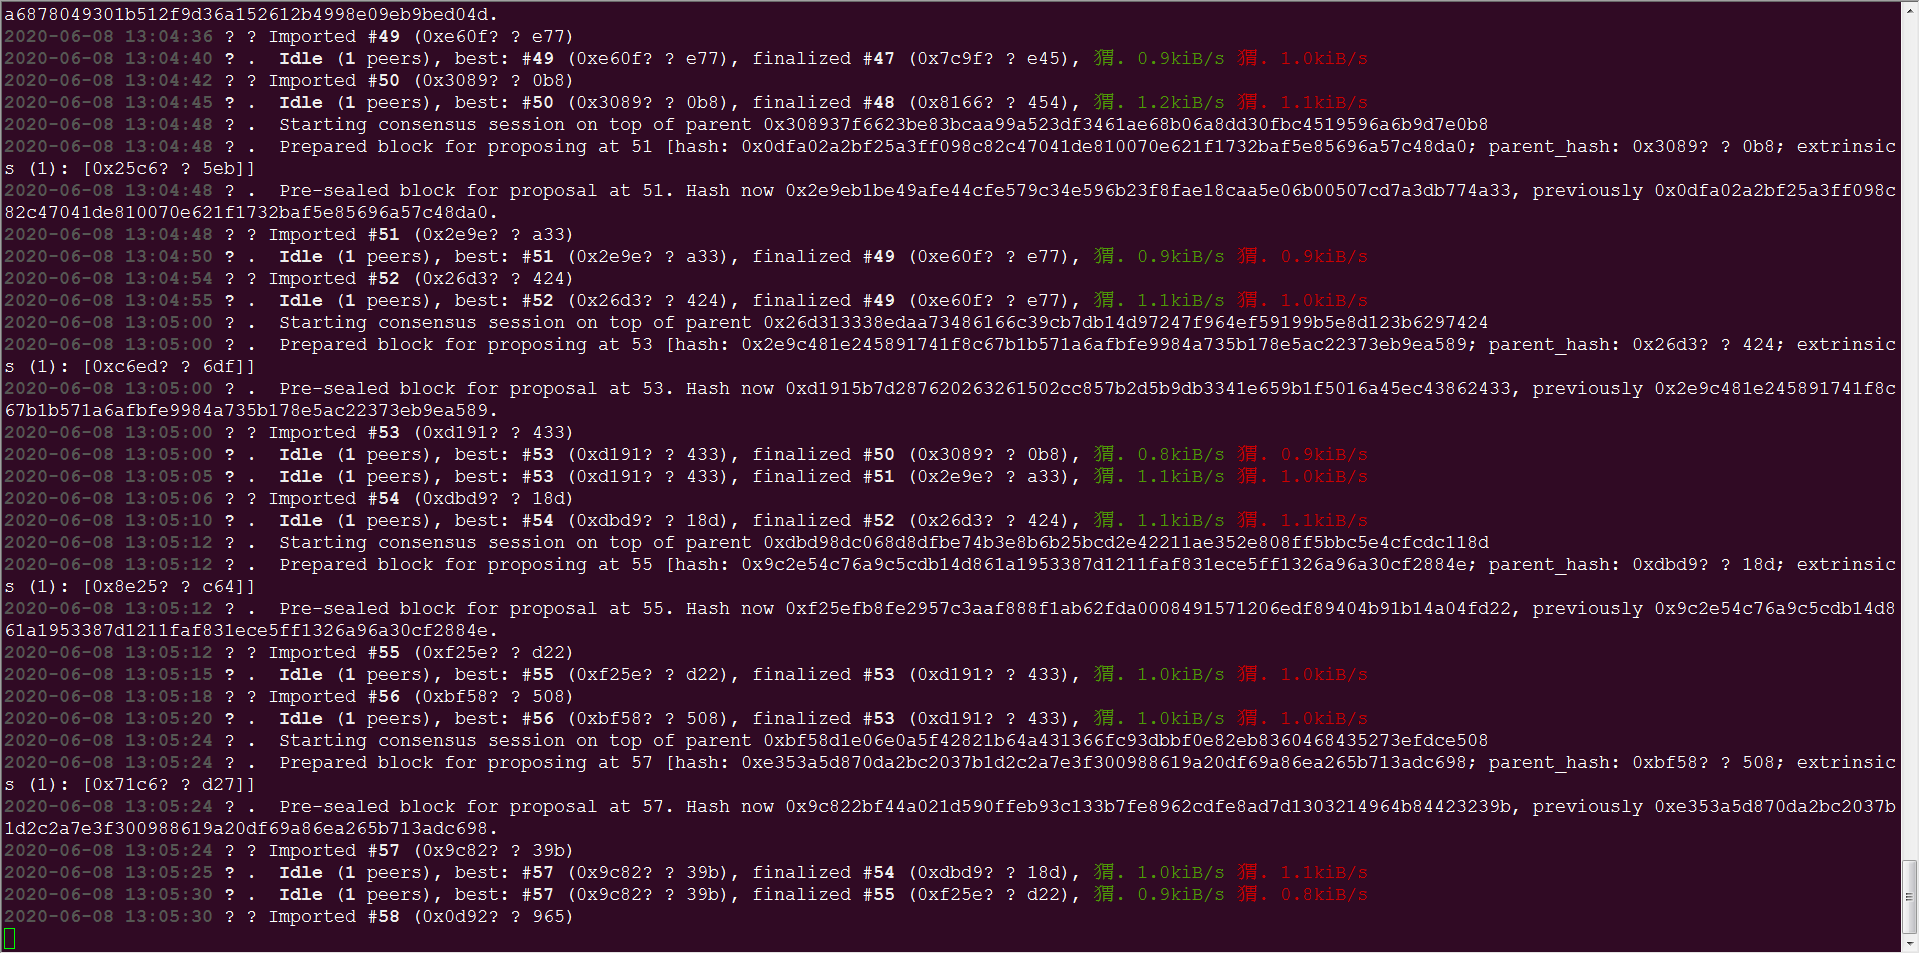 a6878049301b512f9d36a152612b4998e09eb9bed04d.
2020-06-08 13:04:36 ? ? Imported #49 (0xe60f? ? e77)
2020-06-08 13:04:40 ? .  Idle (1 peers), best: #49 (0xe60f? ? e77), finalized #47 (0x7c9f? ? e45), 猬. 0.9kiB/s 猬. 1.0kiB/s
2020-06-08 13:04:42 ? ? Imported #50 (0x3089? ? 0b8)
2020-06-08 13:04:45 ? .  Idle (1 peers), best: #50 (0x3089? ? 0b8), finalized #48 (0x8166? ? 454), 猬. 1.2kiB/s 猬. 1.1kiB/s
2020-06-08 13:04:48 ? .  Starting consensus session on top of parent 0x308937f6623be83bcaa99a523df3461ae68b06a8dd30fbc4519596a6b9d7e0b8
2020-06-08 13:04:48 ? .  Prepared block for proposing at 51 [hash: 0x0dfa02a2bf25a3ff098c82c47041de810070e621f1732baf5e85696a57c48da0; parent_hash: 0x3089? ? 0b8; extrinsic
s (1): [0x25c6? ? 5eb]]
2020-06-08 13:04:48 ? .  Pre-sealed block for proposal at 51. Hash now 0x2e9eb1be49afe44cfe579c34e596b23f8fae18caa5e06b00507cd7a3db774a33, previously 0x0dfa02a2bf25a3ff098c
82c47041de810070e621f1732baf5e85696a57c48da0.
2020-06-08 13:04:48 ? ? Imported #51 (0x2e9e? ? a33)
2020-06-08 13:04:50 ? .  Idle (1 peers), best: #51 (0x2e9e? ? a33), finalized #49 (0xe60f? ? e77), 猬. 0.9kiB/s 猬. 0.9kiB/s
2020-06-08 13:04:54 ? ? Imported #52 (0x26d3? ? 424)
2020-06-08 13:04:55 ? .  Idle (1 peers), best: #52 (0x26d3? ? 424), finalized #49 (0xe60f? ? e77), 猬. 1.1kiB/s 猬. 1.0kiB/s
2020-06-08 13:05:00 ? .  Starting consensus session on top of parent 0x26d313338edaa73486166c39cb7db14d97247f964ef59199b5e8d123b6297424
2020-06-08 13:05:00 ? .  Prepared block for proposing at 53 [hash: 0x2e9c481e245891741f8c67b1b571a6afbfe9984a735b178e5ac22373eb9ea589; parent_hash: 0x26d3? ? 424; extrinsic
s (1): [0xc6ed? ? 6df]]
2020-06-08 13:05:00 ? .  Pre-sealed block for proposal at 53. Hash now 0xd1915b7d287620263261502cc857b2d5b9db3341e659b1f5016a45ec43862433, previously 0x2e9c481e245891741f8c
67b1b571a6afbfe9984a735b178e5ac22373eb9ea589.
2020-06-08 13:05:00 ? ? Imported #53 (0xd191? ? 433)
2020-06-08 13:05:00 ? .  Idle (1 peers), best: #53 (0xd191? ? 433), finalized #50 (0x3089? ? 0b8), 猬. 0.8kiB/s 猬. 0.9kiB/s
2020-06-08 13:05:05 ? .  Idle (1 peers), best: #53 (0xd191? ? 433), finalized #51 (0x2e9e? ? a33), 猬. 1.1kiB/s 猬. 1.0kiB/s
2020-06-08 13:05:06 ? ? Imported #54 (0xdbd9? ? 18d)
2020-06-08 13:05:10 ? .  Idle (1 peers), best: #54 (0xdbd9? ? 18d), finalized #52 (0x26d3? ? 424), 猬. 1.1kiB/s 猬. 1.1kiB/s
2020-06-08 13:05:12 ? .  Starting consensus session on top of parent 0xdbd98dc068d8dfbe74b3e8b6b25bcd2e42211ae352e808ff5bbc5e4cfcdc118d
2020-06-08 13:05:12 ? .  Prepared block for proposing at 55 [hash: 0x9c2e54c76a9c5cdb14d861a1953387d1211faf831ece5ff1326a96a30cf2884e; parent_hash: 0xdbd9? ? 18d; extrinsic
s (1): [0x8e25? ? c64]]
2020-06-08 13:05:12 ? .  Pre-sealed block for proposal at 55. Hash now 0xf25efb8fe2957c3aaf888f1ab62fda0008491571206edf89404b91b14a04fd22, previously 0x9c2e54c76a9c5cdb14d8
61a1953387d1211faf831ece5ff1326a96a30cf2884e.
2020-06-08 13:05:12 ? ? Imported #55 (0xf25e? ? d22)
2020-06-08 13:05:15 ? .  Idle (1 peers), best: #55 (0xf25e? ? d22), finalized #53 (0xd191? ? 433), 猬. 1.0kiB/s 猬. 1.0kiB/s
2020-06-08 13:05:18 ? ? Imported #56 (0xbf58? ? 508)
2020-06-08 13:05:20 ? .  Idle (1 peers), best: #56 (0xbf58? ? 508), finalized #53 (0xd191? ? 433), 猬. 1.0kiB/s 猬. 1.0kiB/s
2020-06-08 13:05:24 ? .  Starting consensus session on top of parent 0xbf58d1e06e0a5f42821b64a431366fc93dbbf0e82eb8360468435273efdce508
2020-06-08 13:05:24 ? .  Prepared block for proposing at 57 [hash: 0xe353a5d870da2bc2037b1d2c2a7e3f300988619a20df69a86ea265b713adc698; parent_hash: 0xbf58? ? 508; extrinsic
s (1): [0x71c6? ? d27]]
2020-06-08 13:05:24 ? .  Pre-sealed block for proposal at 57. Hash now 0x9c822bf44a021d590ffeb93c133b7fe8962cdfe8ad7d1303214964b84423239b, previously 0xe353a5d870da2bc2037b
1d2c2a7e3f300988619a20df69a86ea265b713adc698.
2020-06-08 13:05:24 ? ? Imported #57 (0x9c82? ? 39b)
2020-06-08 13:05:25 ? .  Idle (1 peers), best: #57 (0x9c82? ? 39b), finalized #54 (0xdbd9? ? 18d), 猬. 1.0kiB/s 猬. 1.1kiB/s
2020-06-08 13:05:30 ? .  Idle (1 peers), best: #57 (0x9c82? ? 39b), finalized #55 (0xf25e? ? d22), 猬. 0.9kiB/s 猬. 0.8kiB/s
2020-06-08 13:05:30 ? ? Imported #58 (0x0d92? ? 965)